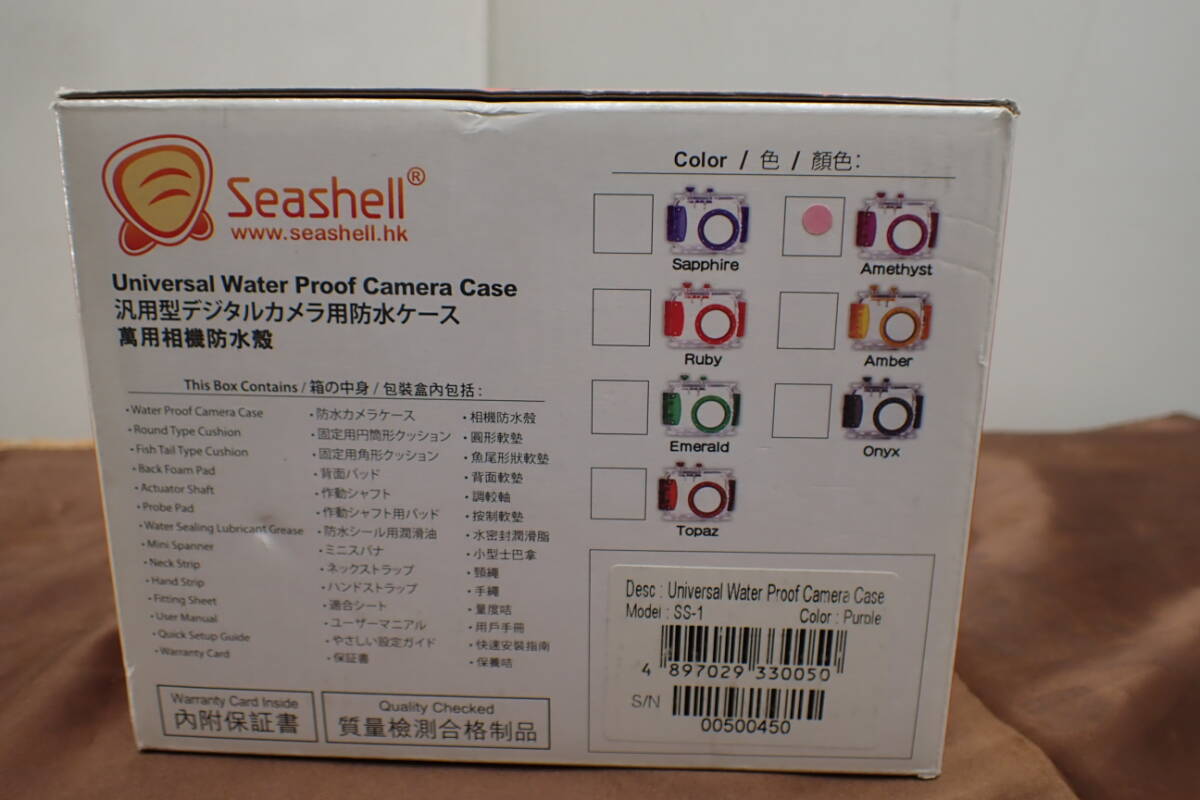 Seashell®
www.seashell.hk
Universal Water Proof Camera Case
汎用型デジタルカメラ用防水ケース
萬用相機防水殼
This Box Contains / 箱の中身 / 包裝盒內包括 :
・Water Proof Camera Case
・Round Type Cushion
・Fish Tail Type Cushion
・Back Foam Pad
・Actuator Shaft
・Probe Pad
・Water Sealing Lubricant Grease
・Mini Spanner
・Neck Strip
・Hand Strip
・Fitting Sheet
・User Manual
・Quick Setup Guide
・Warranty Card
・防水カメラケース
・固定用円筒形クッション
・固定用角形クッション
・背面パッド
・作動シャフト
・作動シャフト用パッド
・防水シール用潤滑油
・ミニスパナ
・ネックストラップ
・ハンドストラップ
・適合シート
・ユーザーマニアル
・やさしい設定ガイド
・保証書
・相機防水殼
・圓形軟墊
・魚尾形狀軟墊
・背面軟墊
・調較軸
・按制軟墊
・水密封潤滑脂
・小型士巴拿
・頸繩
・手繩
・量度咭
・用戶手冊
・快速安裝指南
・保養咭
Warranty Card Inside
內附保証書
Quality Checked
質量檢測合格制品
Color / 色 / 顏色:
Sapphire
Amethyst
Ruby
Amber
Emerald
Onyx
Topaz
Desc : Universal Water Proof Camera Case
Model : SS-1 Color : Purple
4 897029 330050
S/N
00500450